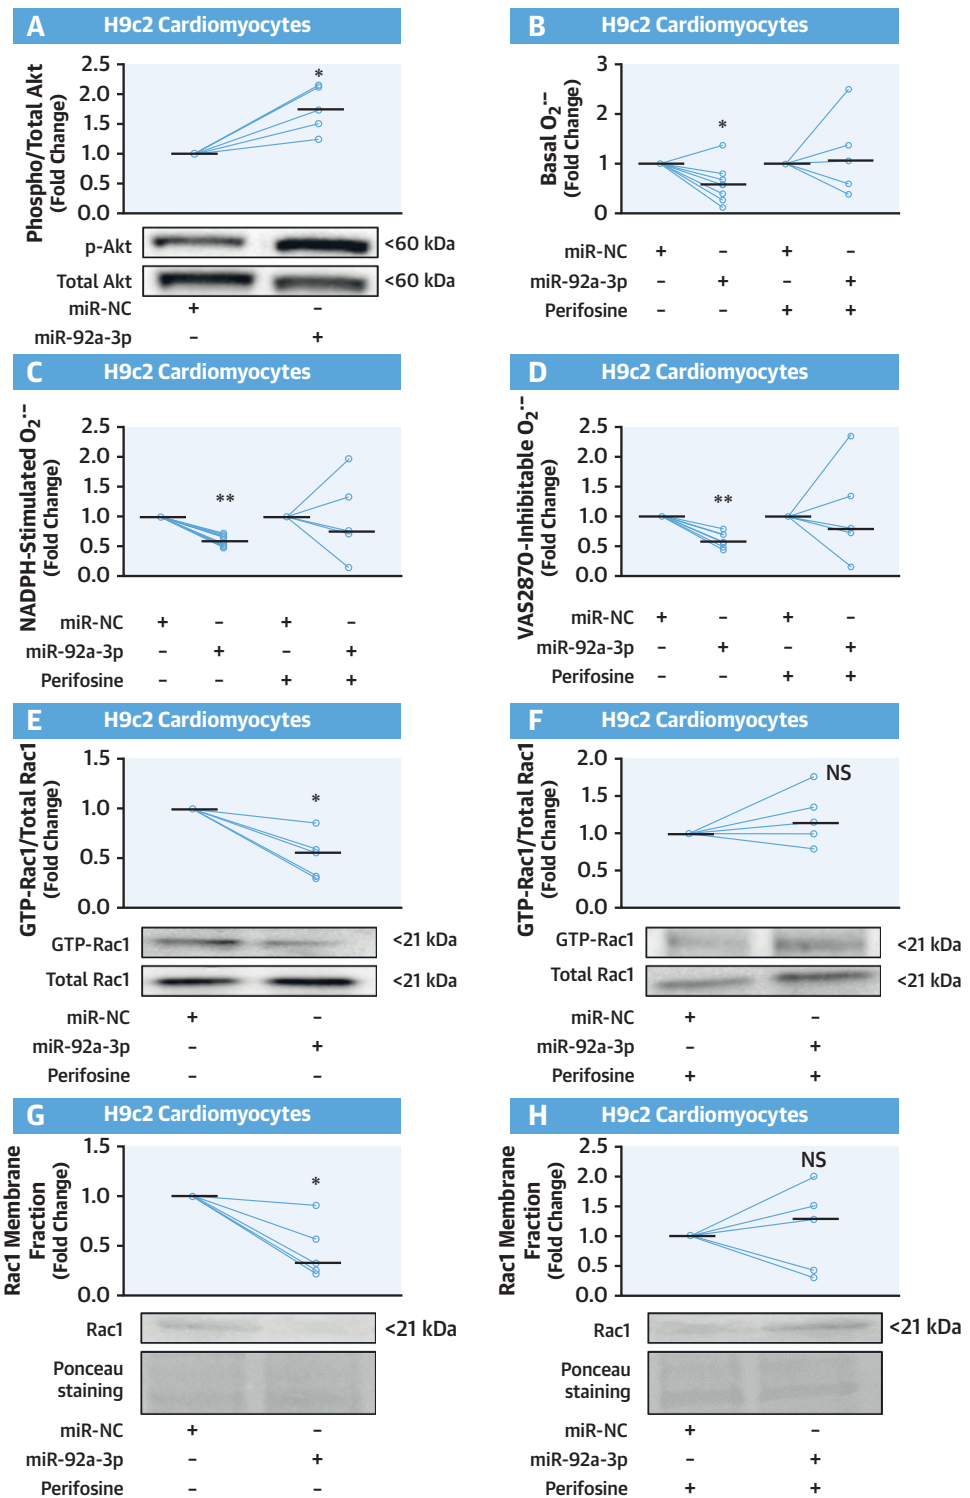 A H9c2 Cardiomyocytes
Phospho/Total Akt
(Fold Change)
2.5
2.0
1.5
1.0
0.5
0.0
*
p-Akt <60 kDa
Total Akt <60 kDa
miR-NC + –
miR-92a-3p – +
B H9c2 Cardiomyocytes
Basal O2·–
(Fold Change)
3
2
1
0
*
miR-NC + – + –
miR-92a-3p – + – +
Perifosine – – + +
C H9c2 Cardiomyocytes
NADPH-Stimulated O2·–
(Fold Change)
2.5
2.0
1.5
1.0
0.5
0.0
**
miR-NC + – + –
miR-92a-3p – + – +
Perifosine – – + +
D H9c2 Cardiomyocytes
VAS2870-Inhibitable O2·–
(Fold Change)
2.5
2.0
1.5
1.0
0.5
0.0
**
miR-NC + – + –
miR-92a-3p – + – +
Perifosine – – + +
E H9c2 Cardiomyocytes
GTP-Rac1/Total Rac1
(Fold Change)
1.5
1.0
0.5
0.0
*
GTP-Rac1 <21 kDa
Total Rac1 <21 kDa
miR-NC + –
miR-92a-3p – +
Perifosine – –
F H9c2 Cardiomyocytes
GTP-Rac1/Total Rac1
(Fold Change)
2.0
1.5
1.0
0.5
0.0
NS
GTP-Rac1 <21 kDa
Total Rac1 <21 kDa
miR-NC + –
miR-92a-3p – +
Perifosine + +
G H9c2 Cardiomyocytes
Rac1 Membrane
Fraction
(Fold Change)
1.5
1.0
0.5
0.0
*
Rac1 <21 kDa
Ponceau
staining
miR-NC + –
miR-92a-3p – +
Perifosine – –
H H9c2 Cardiomyocytes
Rac1 Membrane
Fraction
(Fold Change)
2.5
2.0
1.5
1.0
0.5
0.0
NS
Rac1 <21 kDa
Ponceau
staining
miR-NC + –
miR-92a-3p – +
Perifosine + +